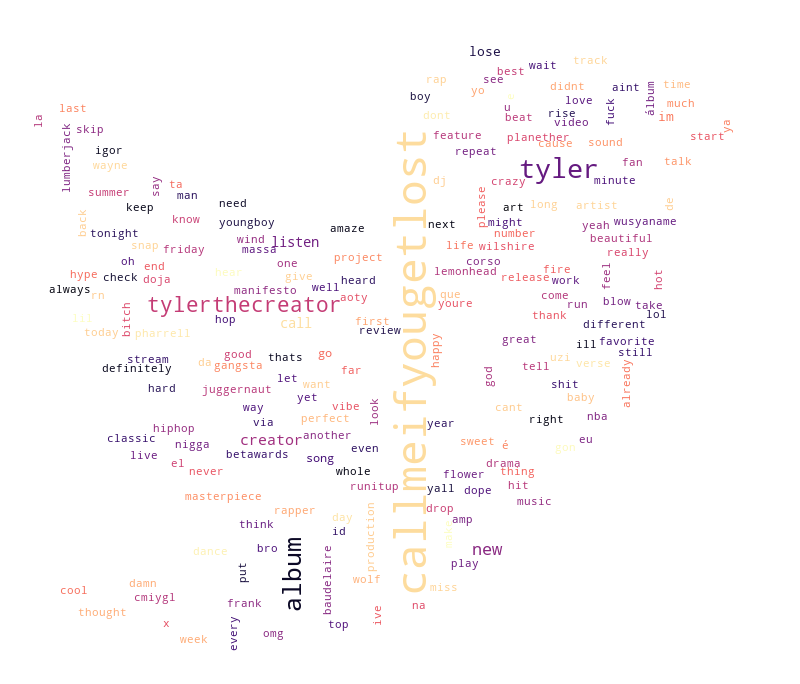 lose
wait
track
rap
see
best
yo
didnt
aint
album
time
boy
u
love
fuck
álbum
much
la
last
dont
beat
rise
video
im
ya
lumberjack
skip
igor
wayne
feature
planether
cause
sound
start
callmeifyougetlost
repeat
tyler
fan
talk
summer
say
ta
man
dj
crazy
minute
keep
need
know
please
art
long
artist
de
back
tonight
youngboy
amaze
next
might
number
yeah
wusyaname
snap
friday
wind
massa
listen
life
wilshire
beautiful
really
oh
end
doja
hear
one
project
corso
hype
check
give
heard
lemonhead
release
fire
work
feel
hot
always
rn
manifesto
well
aoty
que
youre
come
run
blow
take
bitch
tylerthecreator
hop
call
first
thank
different
lol
today
pharrell
review
happy
great
ill
favorite
still
stream
da
good
thats
go
uzi
verse
definitely
gangsta
far
god
tell
already
hard
juggernaut
let
want
shit
baby
yet
way
vibe
look
cant
right
nba
via
perfect
hiphop
another
year
classic
nigga
creator
even
sweet
é
gon
eu
live
betawards
song
el
never
whole
drama
flower
thing
masterpiece
runitup
yall
dope
hit
rapper
drop
music
think
day
id
production
amp
dance
bro
new
put
baudelaire
wolf
play
cool
damn
miss
cmiygl
frank
thought
ive
na
x
every
omg
top
week